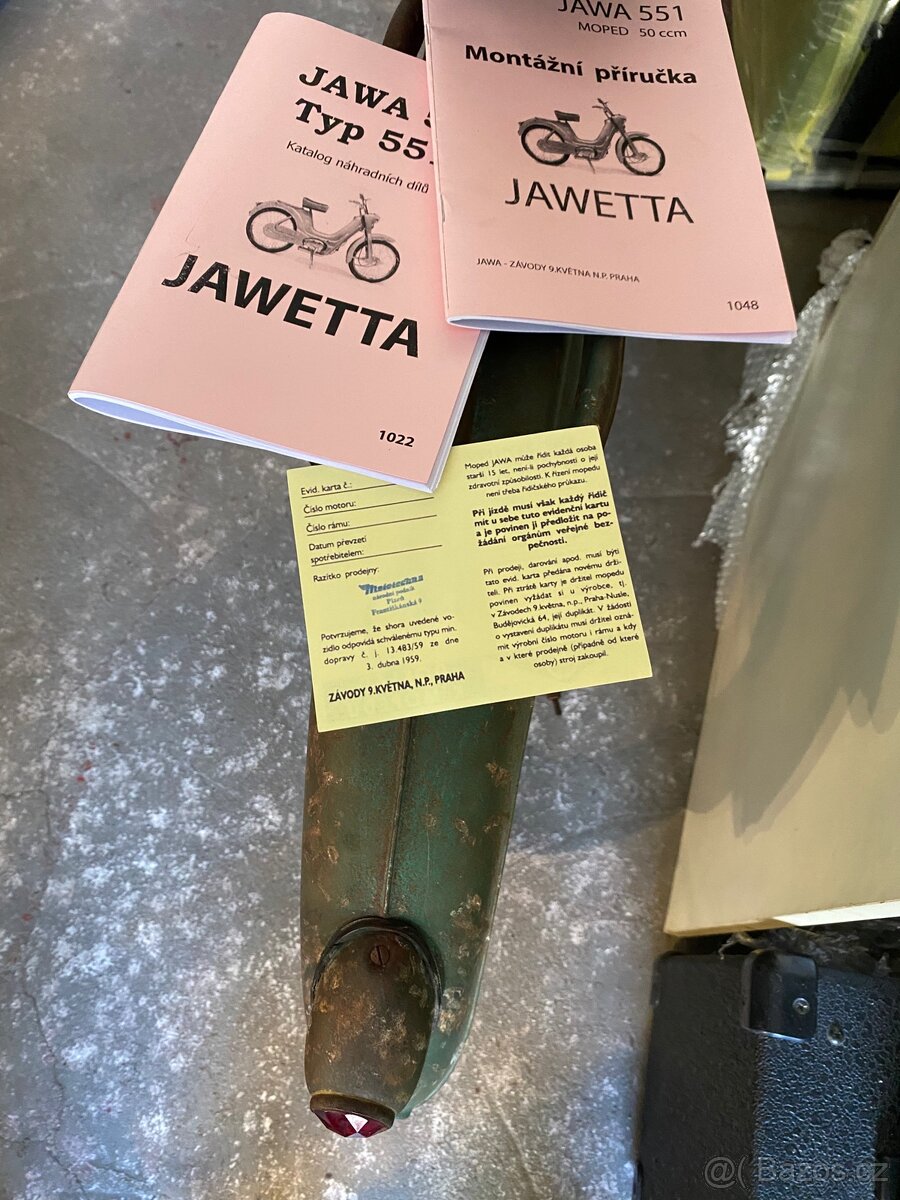 JAWA
Typ 55
Katalog náhradních dílů
JAWETTA
1022
JAWA 551
MOPED 50 ccm
Montážní příručka
JAWETTA
JAWA - ZÁVODY 9.KVĚTNA N.P. PRAHA
1048
Evid. karta č.:
Číslo motoru:
Číslo rámu:
Datum převzetí
spotřebitelem:
Razítko prodejny:
Mototechna
národní podnik
Plzeň
Františkánská 9
Potvrzujeme, že shora uvedené vo-
zidlo odpovídá schválenému typu min.
dopravy č. j. 13.483/59 ze dne
3. dubna 1959.
ZÁVODY 9.KVĚTNA, N.P., PRAHA
Moped JAWA může řídit každá osoba
starší 15 let, není-li pochybností o její
zdravotní způsobilosti. K řízení mopedu
není třeba řidičského průkazu.
Při jízdě musí však každý řidič
mít u sebe tuto evidenční kartu
a je povinen ji předložit na po-
žádání orgánům veřejné bez-
pečnosti.
Při prodeji, darování apod. musí býti
tato evid. karta předána novému drži-
teli. Při ztrátě karty je držitel mopedu
povinen vyžádat si u výrobce, tj.
v Závodech 9.května, n.p., Praha-Nusle,
Budějovická 64, její duplikát. V žádosti
o vystavení duplikátu musí držitel ozná-
mit výrobní číslo motoru i rámu a kdy
a v které prodejně (případně od které
osoby) stroj zakoupil.
@( Bazos.cz